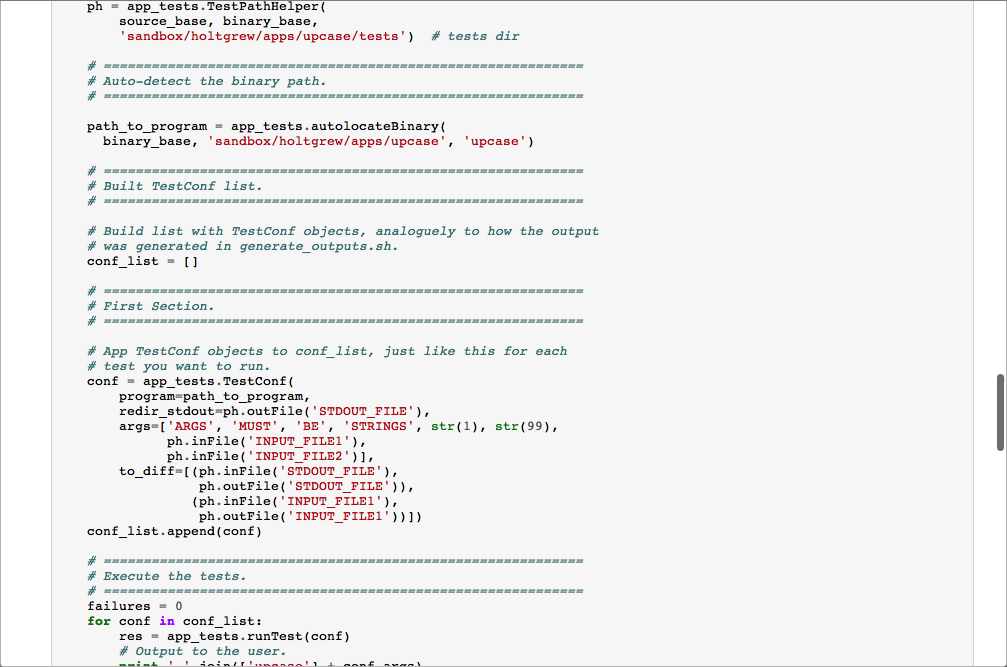 ph = app_tests.TestPathHelper(
    source_base, binary_base,
    'sandbox/holtgrew/apps/upcase/tests')  # tests dir
# ============================================================
# Auto-detect the binary path.
# ============================================================
path_to_program = app_tests.autolocateBinary(
  binary_base, 'sandbox/holtgrew/apps/upcase', 'upcase')
# ============================================================
# Built TestConf list.
# ============================================================
# Build list with TestConf objects, analoguely to how the output
# was generated in generate_outputs.sh.
conf_list = []
# ============================================================
# First Section.
# ============================================================
# App TestConf objects to conf_list, just like this for each
# test you want to run.
conf = app_tests.TestConf(
    program=path_to_program,
    redir_stdout=ph.outFile('STDOUT_FILE'),
    args=['ARGS', 'MUST', 'BE', 'STRINGS', str(1), str(99),
          ph.inFile('INPUT_FILE1'),
          ph.inFile('INPUT_FILE2')],
    to_diff=[(ph.inFile('STDOUT_FILE'),
              ph.outFile('STDOUT_FILE')),
             (ph.inFile('INPUT_FILE1'),
              ph.outFile('INPUT_FILE1'))])
conf_list.append(conf)
# ============================================================
# Execute the tests.
# ============================================================
failures = 0
for conf in conf_list:
    res = app_tests.runTest(conf)
    # Output to the user.
    print ' '.join(['upcase'] + conf.args)